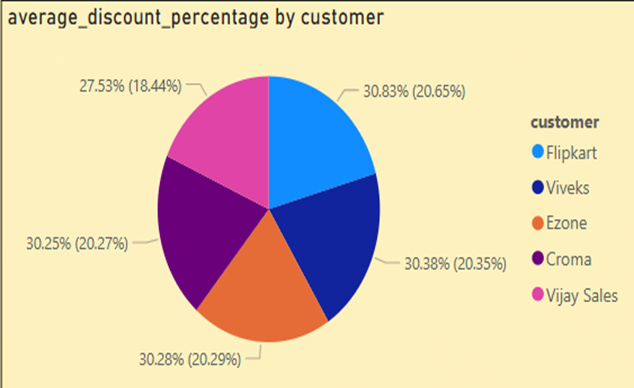 average_discount_percentage by customer
27.53% (18.44%)
30.83% (20.65%)
customer
Flipkart
Viveks
Ezone
Croma
Vijay Sales
30.25% (20.27%)
30.38% (20.35%)
30.28% (20.29%)